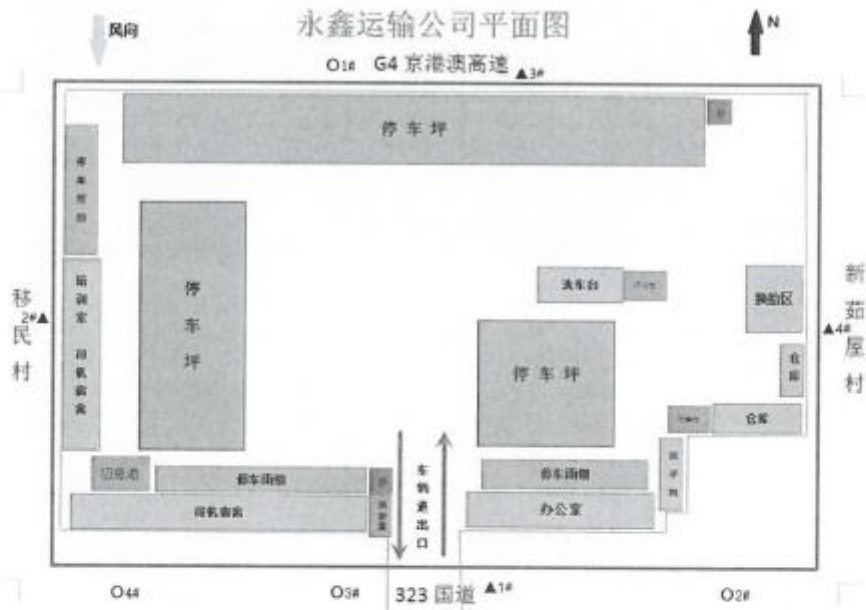 风向
永鑫运输公司平面图
N
O1# G4 京港澳高速 ▲3#
停车坪
停车坪
洗车台
换胎区
移民村
2#▲
新茹屋村
▲4#
培训室 司机宿舍
停车坪
仓库
仓库
停车雨棚
停车雨棚
司机宿舍
办公室
车辆进出口
O4#
O3#
323 国道
▲1#
O2#